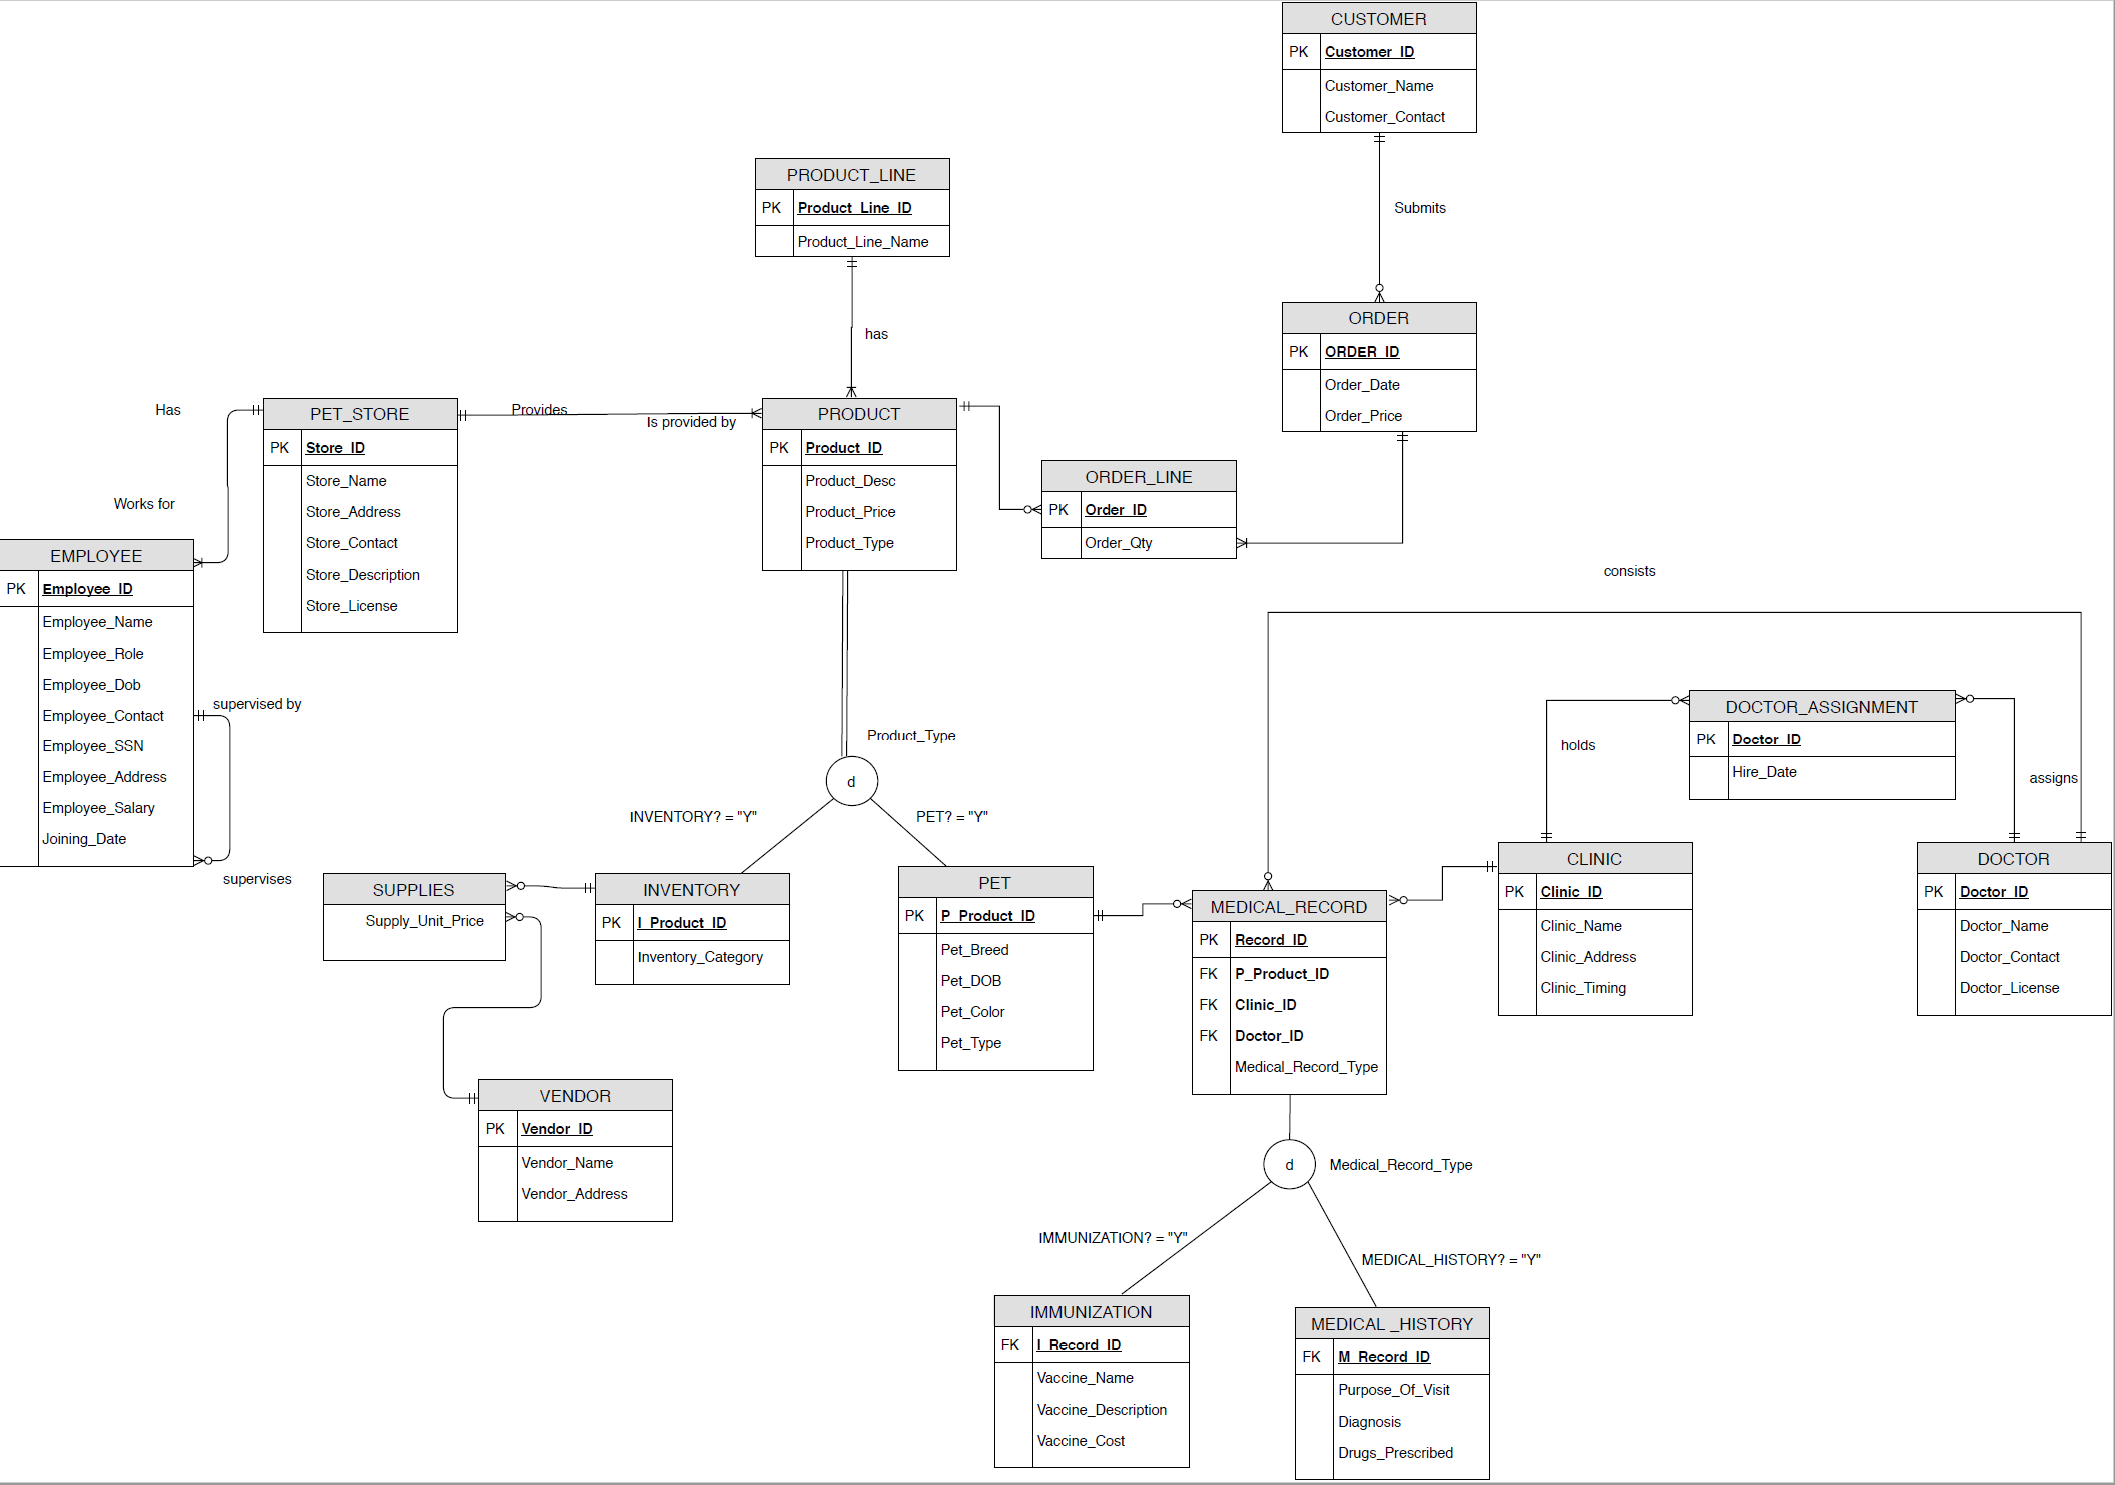 CUSTOMER
PK Customer_ID
Customer_Name
Customer_Contact
Submits
PRODUCT_LINE
PK Product_Line_ID
Product_Line_Name
has
ORDER
PK ORDER_ID
Order_Date
Order_Price
Has
Works for
PET_STORE
PK Store_ID
Store_Name
Store_Address
Store_Contact
Store_Description
Store_License
Provides
Is provided by
PRODUCT
PK Product_ID
Product_Desc
Product_Price
Product_Type
ORDER_LINE
PK Order_ID
Order_Qty
EMPLOYEE
PK Employee_ID
Employee_Name
Employee_Role
Employee_Dob
Employee_Contact
Employee_SSN
Employee_Address
Employee_Salary
Joining_Date
supervised by
supervises
consists
DOCTOR_ASSIGNMENT
PK Doctor_ID
Hire_Date
holds
assigns
Product_Type
d
INVENTORY? = "Y"
PET? = "Y"
SUPPLIES
Supply_Unit_Price
INVENTORY
PK I_Product_ID
Inventory_Category
PET
PK P_Product_ID
Pet_Breed
Pet_DOB
Pet_Color
Pet_Type
MEDICAL_RECORD
PK Record_ID
FK P_Product_ID
FK Clinic_ID
FK Doctor_ID
Medical_Record_Type
CLINIC
PK Clinic_ID
Clinic_Name
Clinic_Address
Clinic_Timing
DOCTOR
PK Doctor_ID
Doctor_Name
Doctor_Contact
Doctor_License
VENDOR
PK Vendor_ID
Vendor_Name
Vendor_Address
d
Medical_Record_Type
IMMUNIZATION? = "Y"
MEDICAL_HISTORY? = "Y"
IMMUNIZATION
FK I_Record_ID
Vaccine_Name
Vaccine_Description
Vaccine_Cost
MEDICAL _HISTORY
FK M_Record_ID
Purpose_Of_Visit
Diagnosis
Drugs_Prescribed